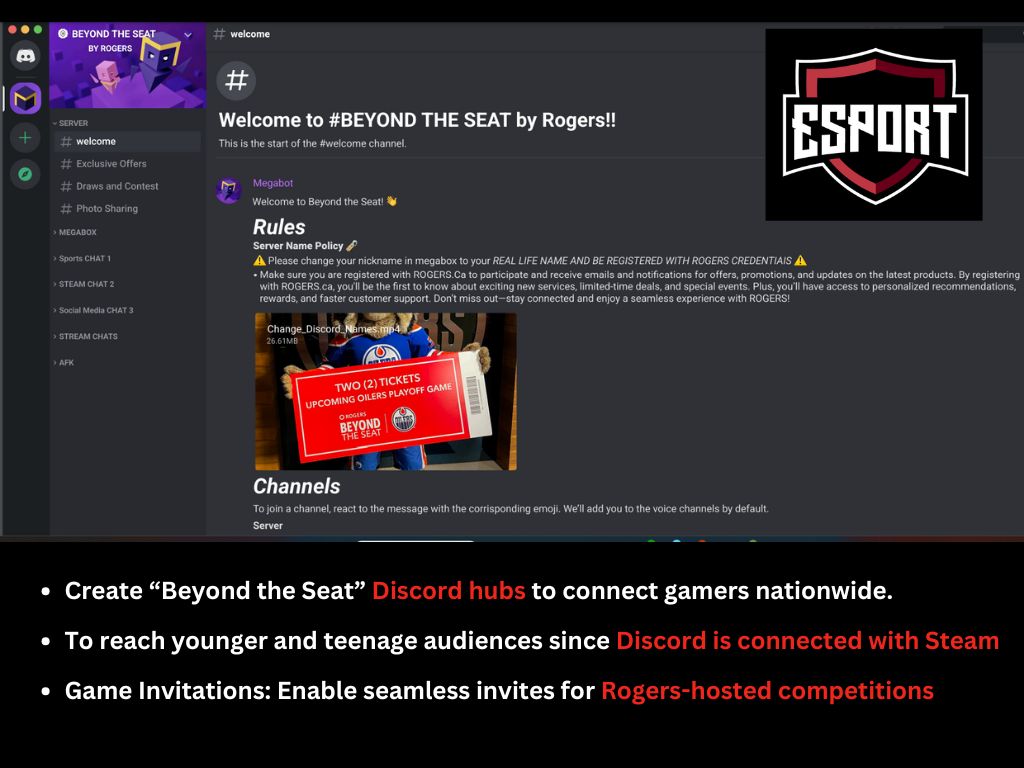 BEYOND THE SEAT
BY ROGERS
# welcome
SERVER
# welcome
# Exclusive Offers
# Draws and Contest
# Photo Sharing
MEGABOX
Sports CHAT 1
STEAM CHAT 2
Social Media CHAT 3
STREAM CHATS
AFK
#
Welcome to #BEYOND THE SEAT by Rogers!!
This is the start of the #welcome channel.
ESPORT
Megabot
Welcome to Beyond the Seat! 👋
Rules
Server Name Policy
⚠️ Please change your nickname in megabox to your REAL LIFE NAME AND BE REGISTERED WITH ROGERS CREDENTIAIS ⚠️
• Make sure you are registered with ROGERS.Ca to participate and receive emails and notifications for offers, promotions, and updates on the latest products. By registering
with ROGERS.ca, you'll be the first to know about exciting new services, limited-time deals, and special events. Plus, you'll have access to personalized recommendations,
rewards, and faster customer support. Don't miss out—stay connected and enjoy a seamless experience with ROGERS!
Change_Discord_Names.mp4
26.61MB
OILERS
TWO (2) TICKETS
UPCOMING OILERS PLAYOFF GAME
ROGERS
BEYOND
THE SEAT
OILERS
Channels
To join a channel, react to the message with the corrisponding emoji. We'll add you to the voice channels by default.
Server
• Create “Beyond the Seat” Discord hubs to connect gamers nationwide.
• To reach younger and teenage audiences since Discord is connected with Steam
• Game Invitations: Enable seamless invites for Rogers-hosted competitions